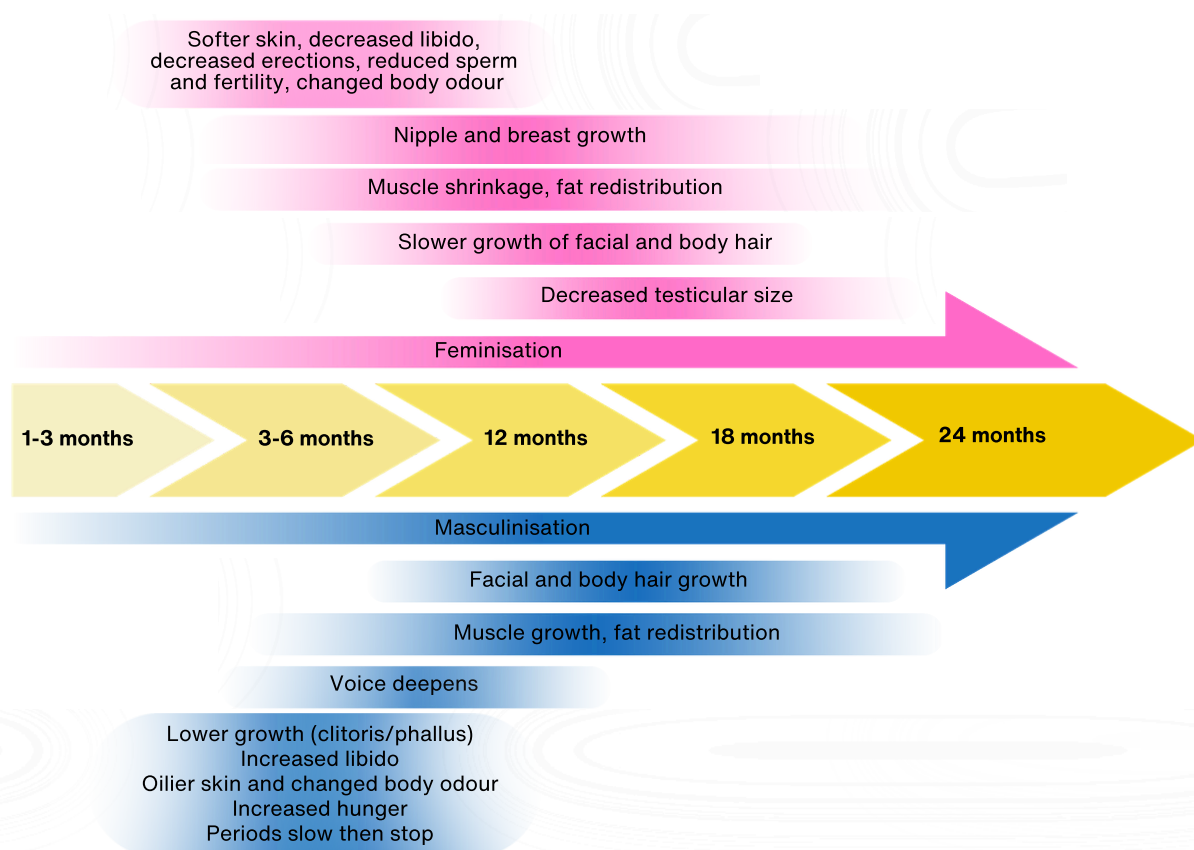 Softer skin, decreased libido,
decreased erections, reduced sperm
and fertility, changed body odour
Nipple and breast growth
Muscle shrinkage, fat redistribution
Slower growth of facial and body hair
Decreased testicular size
Feminisation
1-3 months
3-6 months
12 months
18 months
24 months
Masculinisation
Facial and body hair growth
Muscle growth, fat redistribution
Voice deepens
Lower growth (clitoris/phallus)
Increased libido
Oilier skin and changed body odour
Increased hunger
Periods slow then stop